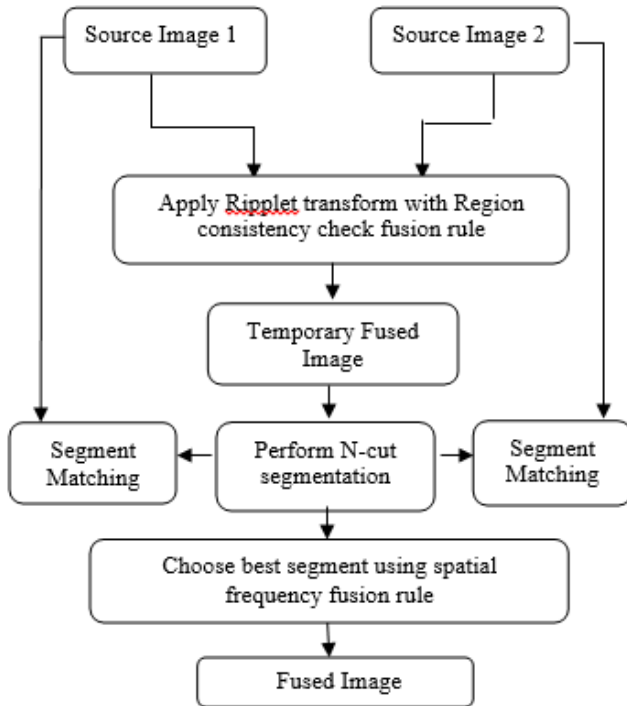 Source Image 1
Source Image 2
Apply Ripplet transform with Region
consistency check fusion rule
Temporary Fused
Image
Segment
Matching
Perform N-cut
segmentation
Segment
Matching
Choose best segment using spatial
frequency fusion rule
Fused Image